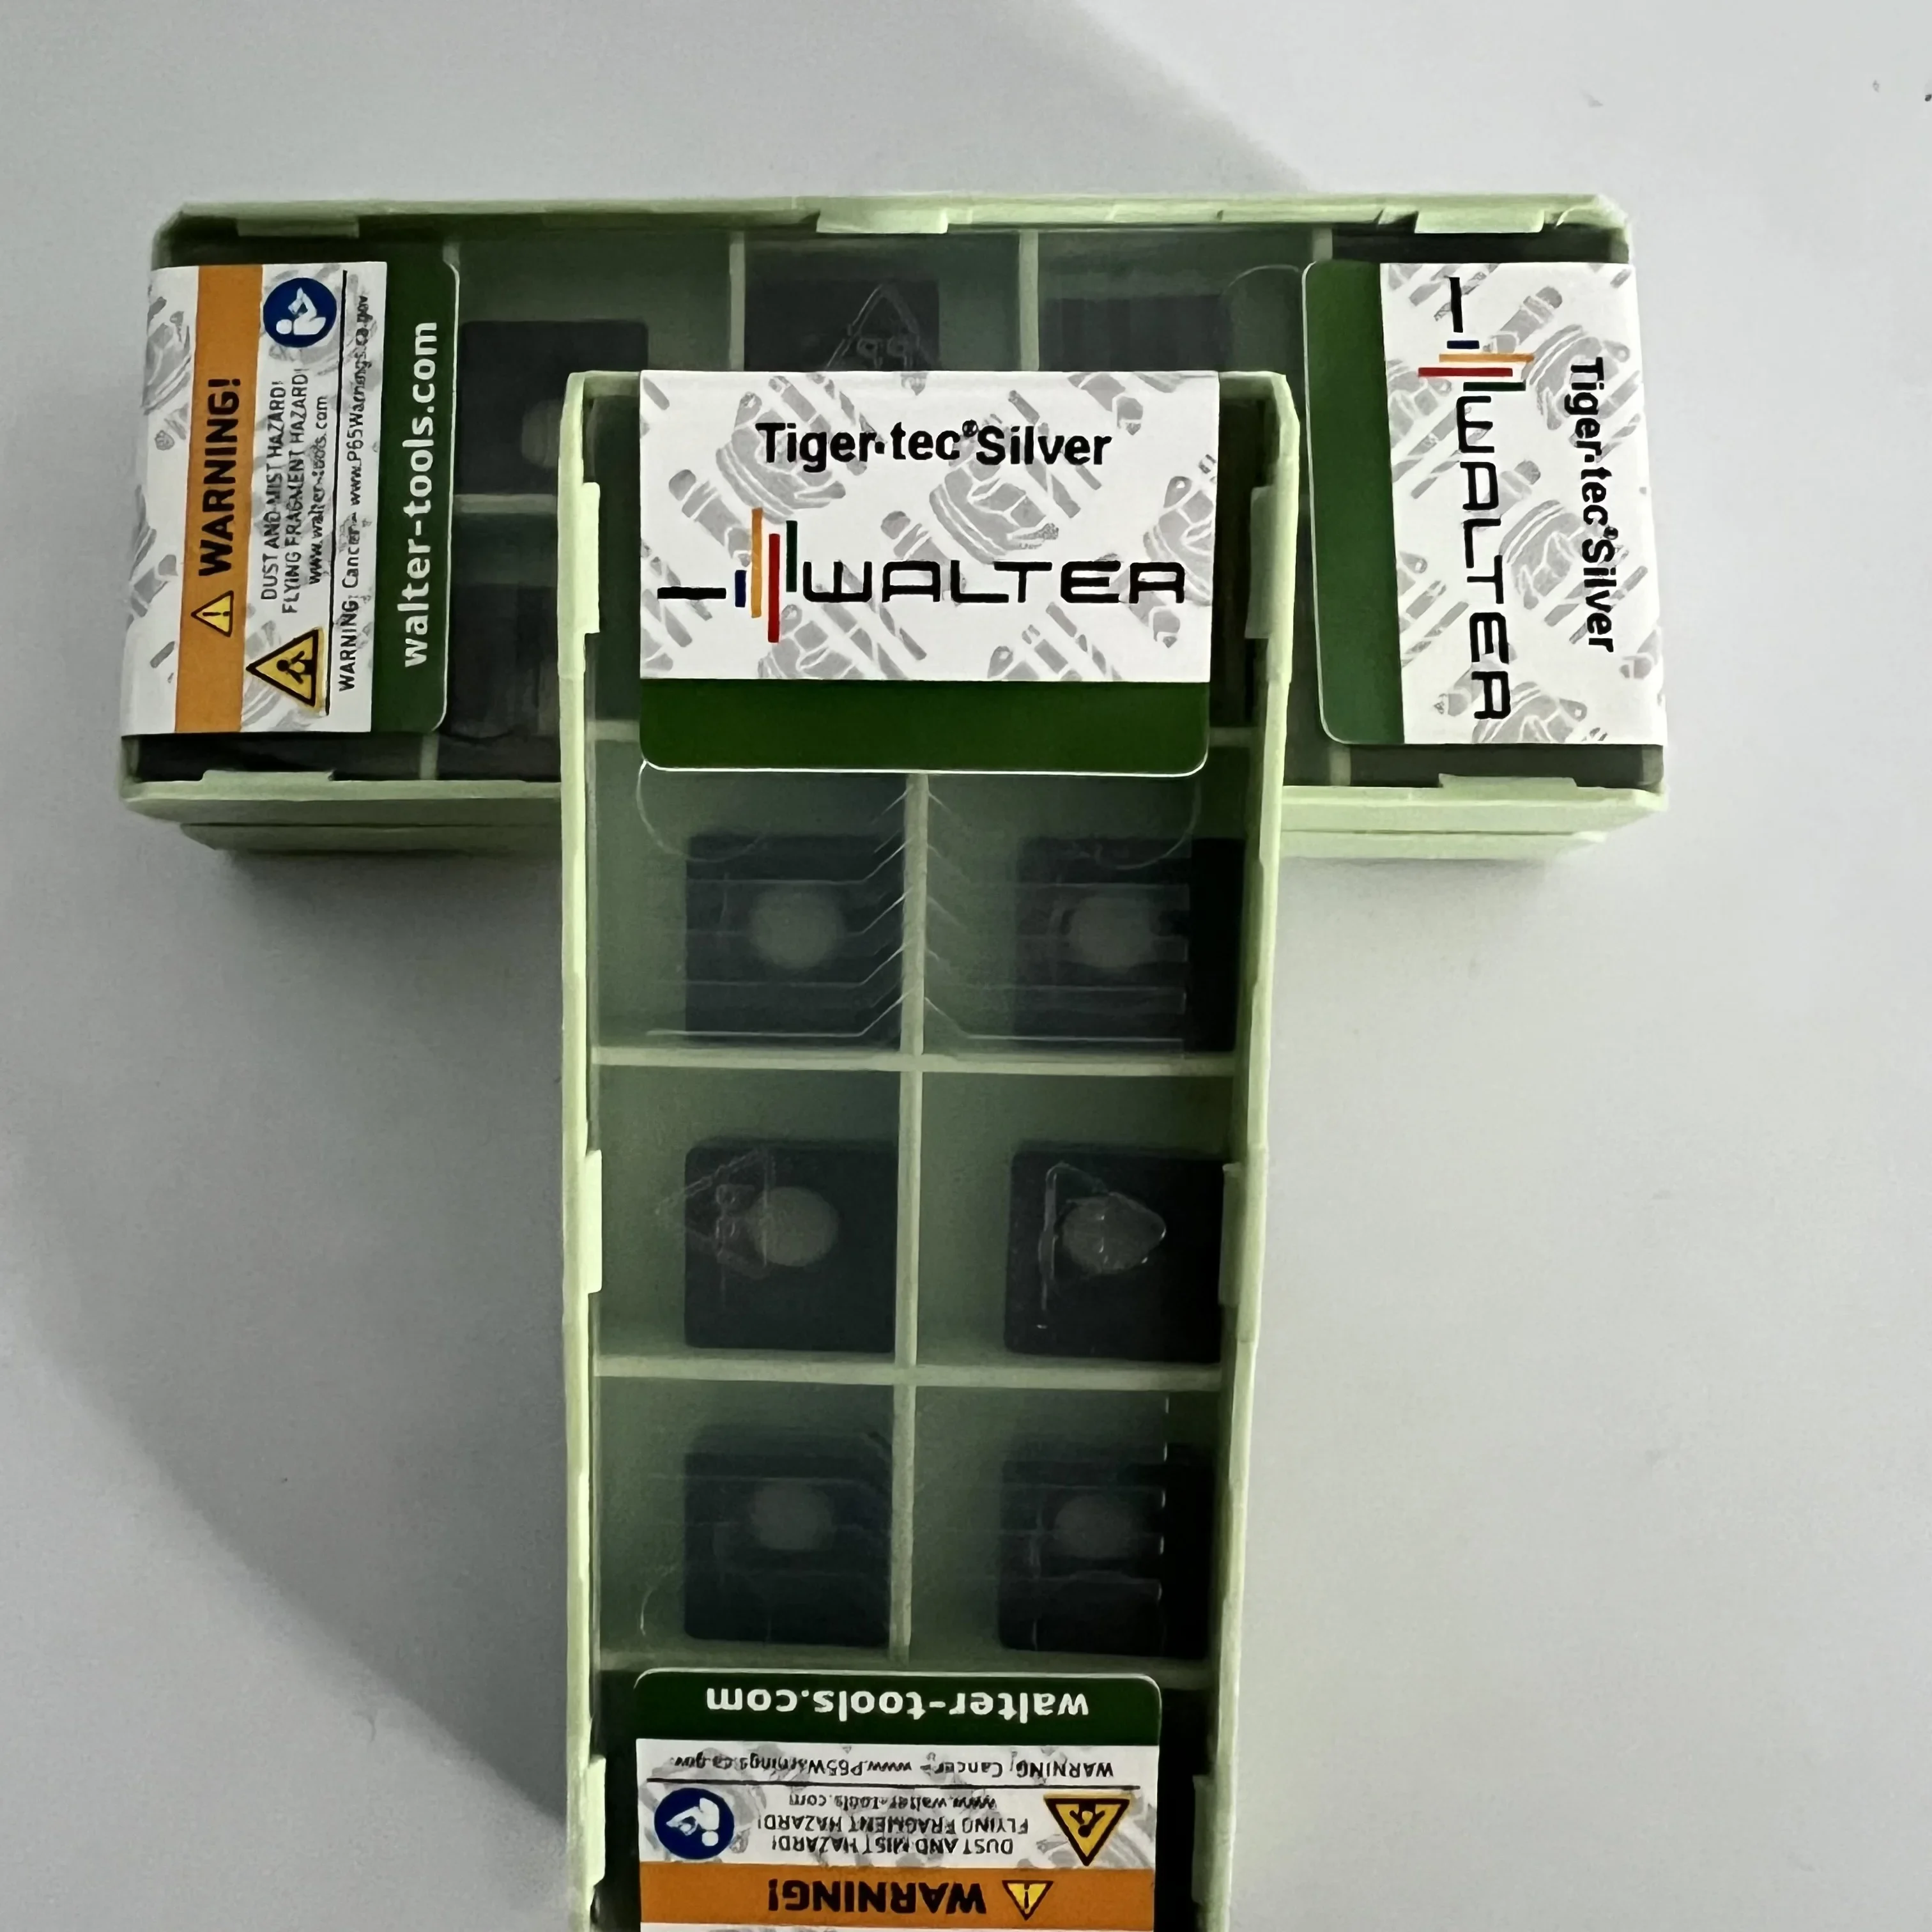 WARNING!
DUST AND MIST HAZARD!
FLYING FRAGMENT HAZARD!
www.walter-tools.com
WARNING: Cancer - www.P65Warnings.ca.gov
walter-tools.com
Tiger·tec® Silver
WALTER
Tiger·tec® Silver
WALTER
walter-tools.com
WARNING: Cancer - www.P65Warnings.ca.gov
www.walter-tools.com
FLYING FRAGMENT HAZARD!
DUST AND MIST HAZARD!
WARNING!